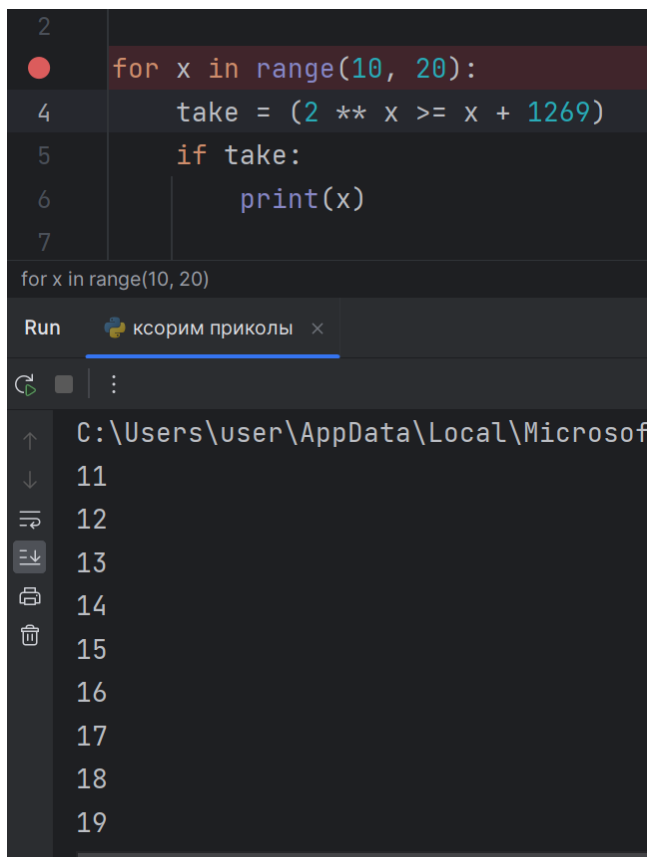 2
for x in range(10, 20):
4 take = (2 ** x >= x + 1269)
5 if take:
6 print(x)
7
for x in range(10, 20)
Run ксорим приколы ×
C:\Users\user\AppData\Local\Microsof
11
12
13
14
15
16
17
18
19